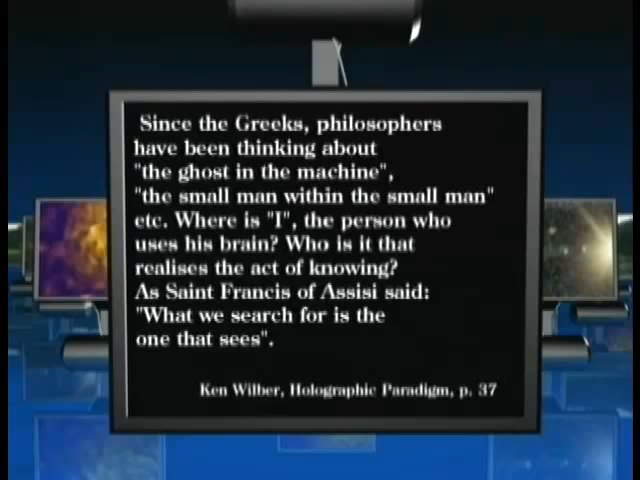 Since the Greeks, philosophers
have been thinking about
"the ghost in the machine",
"the small man within the small man"
etc. Where is "I", the person who
uses his brain? Who is it that
realises the act of knowing?
As Saint Francis of Assisi said:
"What we search for is the
one that sees".
Ken Wilber, Holographic Paradigm, p. 37